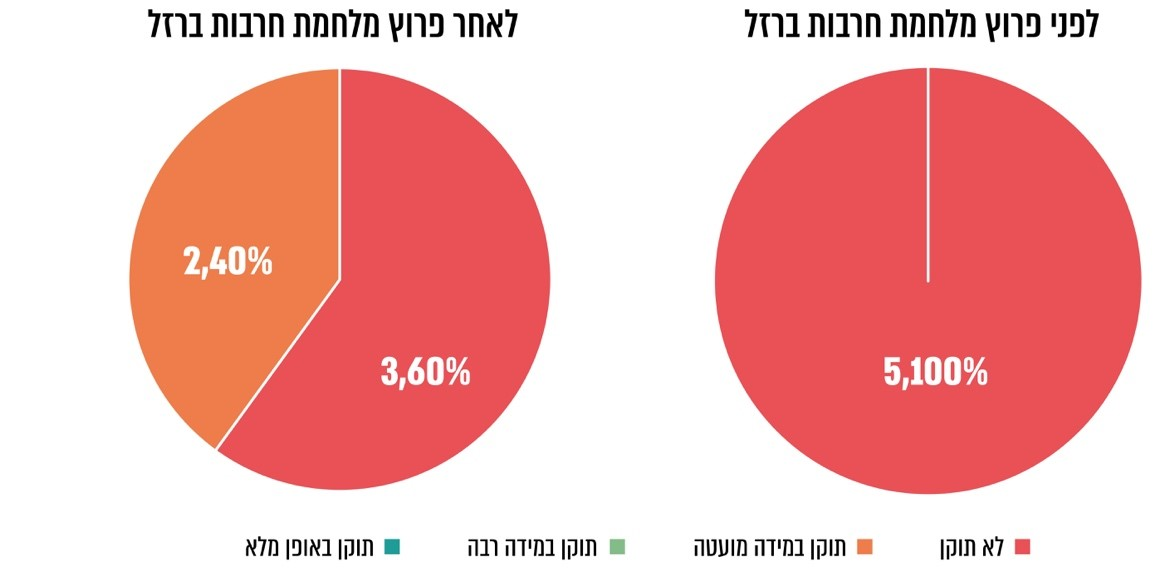 לפני פרוץ מלחמת חרבות ברזל
5,100%
לאחר פרוץ מלחמת חרבות ברזל
2,40%
3,60%
לא תוקן
תוקן במידה מועטה
תוקן במידה רבה
תוקן באופן מלא